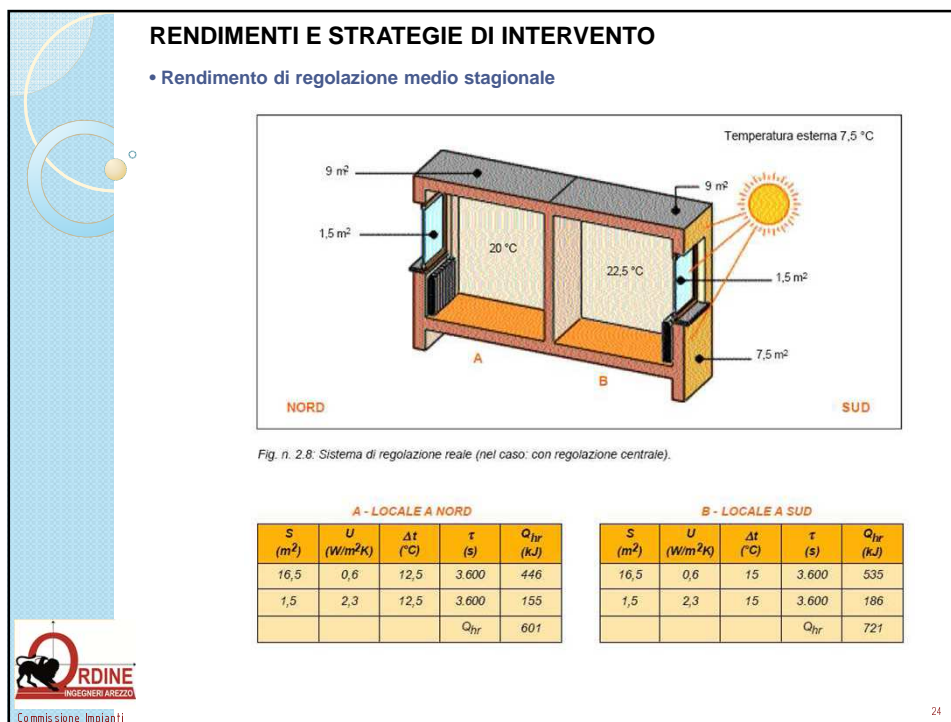 RENDIMENTI E STRATEGIE DI INTERVENTO
• Rendimento di regolazione medio stagionale
Temperatura esterna 7,5 °C
9 m²
9 m²
1,5 m²
20 °C
22,5 °C
1,5 m²
7,5 m²
A
B
NORD
SUD
Fig. n. 2.8: Sistema di regolazione reale (nel caso: con regolazione centrale).
A - LOCALE A NORD
S (m²) U (W/m²K) Δt (°C) τ (s) Qhr (kJ)
16,5 0,6 12,5 3.600 446
1,5 2,3 12,5 3.600 155
Qhr 601
B - LOCALE A SUD
S (m²) U (W/m²K) Δt (°C) τ (s) Qhr (kJ)
16,5 0,6 15 3.600 535
1,5 2,3 15 3.600 186
Qhr 721
ORDINE
INGEGNERI AREZZO
Commissione Impianti
24